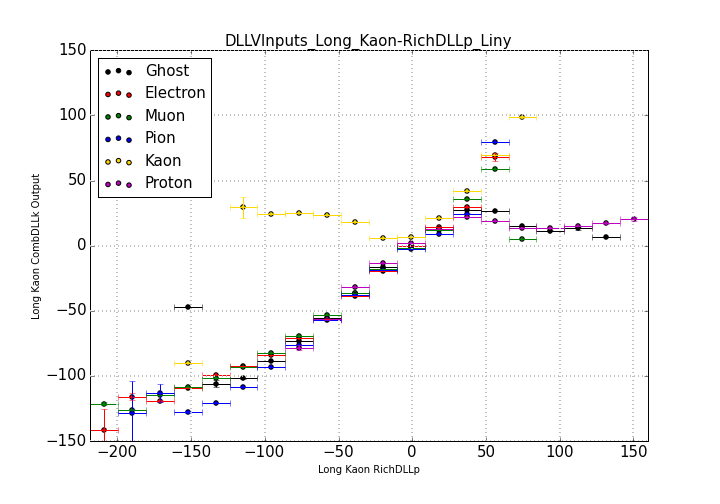 DLLVInputs_Long_Kaon-RichDLLp_Liny
150
100
50
0
−50
−100
−150
Long Kaon CombDLLk Output
Ghost
Electron
Muon
Pion
Kaon
Proton
−200 −150 −100 −50 0 50 100 150
Long Kaon RichDLLp